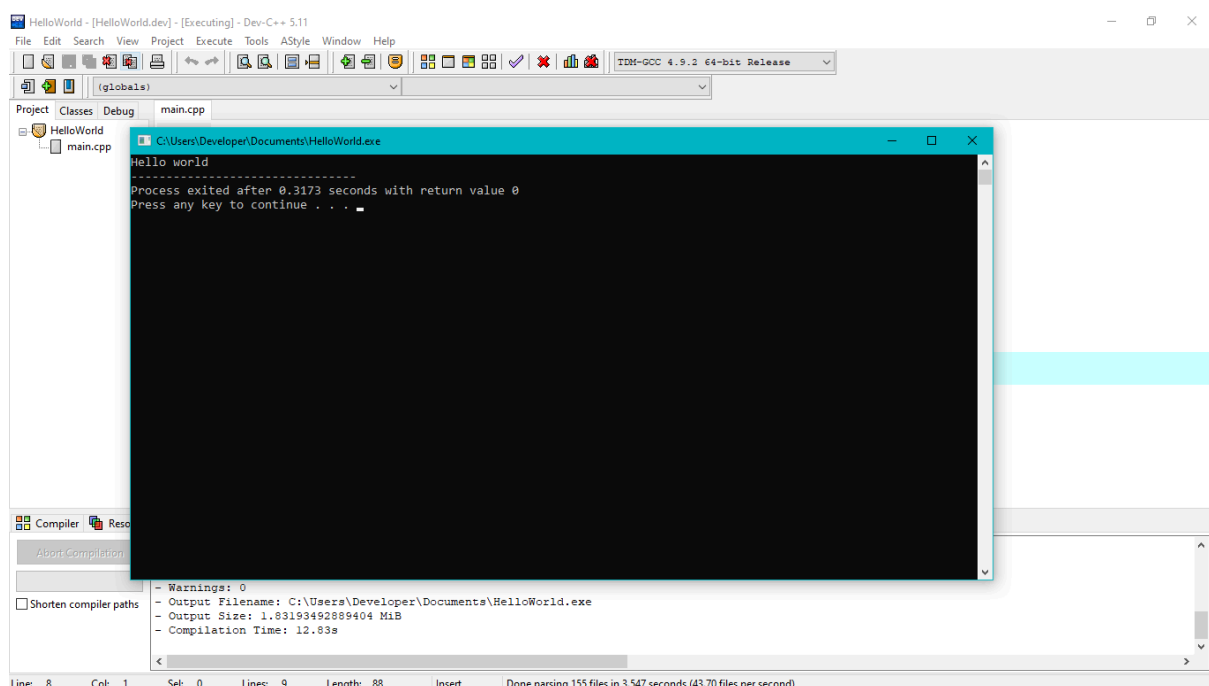 HelloWorld - [HelloWorld.dev] - [Executing] - Dev-C++ 5.11
File Edit Search View Project Execute Tools AStyle Window Help
TDM-GCC 4.9.2 64-bit Release
(globals)
Project Classes Debug main.cpp
HelloWorld
main.cpp
C:\Users\Developer\Documents\HelloWorld.exe
Hello world
--------------------------------
Process exited after 0.3173 seconds with return value 0
Press any key to continue . . .
Compiler Reso
Abort Compilation
Shorten compiler paths
- Warnings: 0
- Output Filename: C:\Users\Developer\Documents\HelloWorld.exe
- Output Size: 1.83193492889404 MiB
- Compilation Time: 12.83s
Line: 8 Col: 1 Sel: 0 Lines: 9 Length: 88 Insert Done parsing 155 files in 3.547 seconds (43.70 files per second)